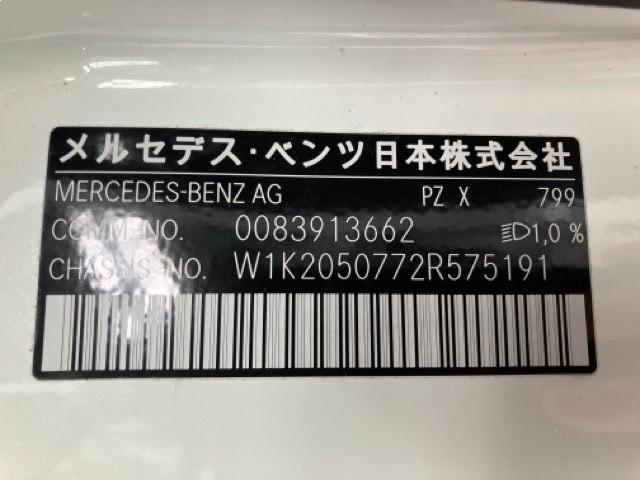 メルセデス・ベンツ日本株式会社
MERCEDES-BENZ AG PZ X 799
COMM. NO. 0083913662 1,0 %
CHASSIS. NO. W1K2050772R575191